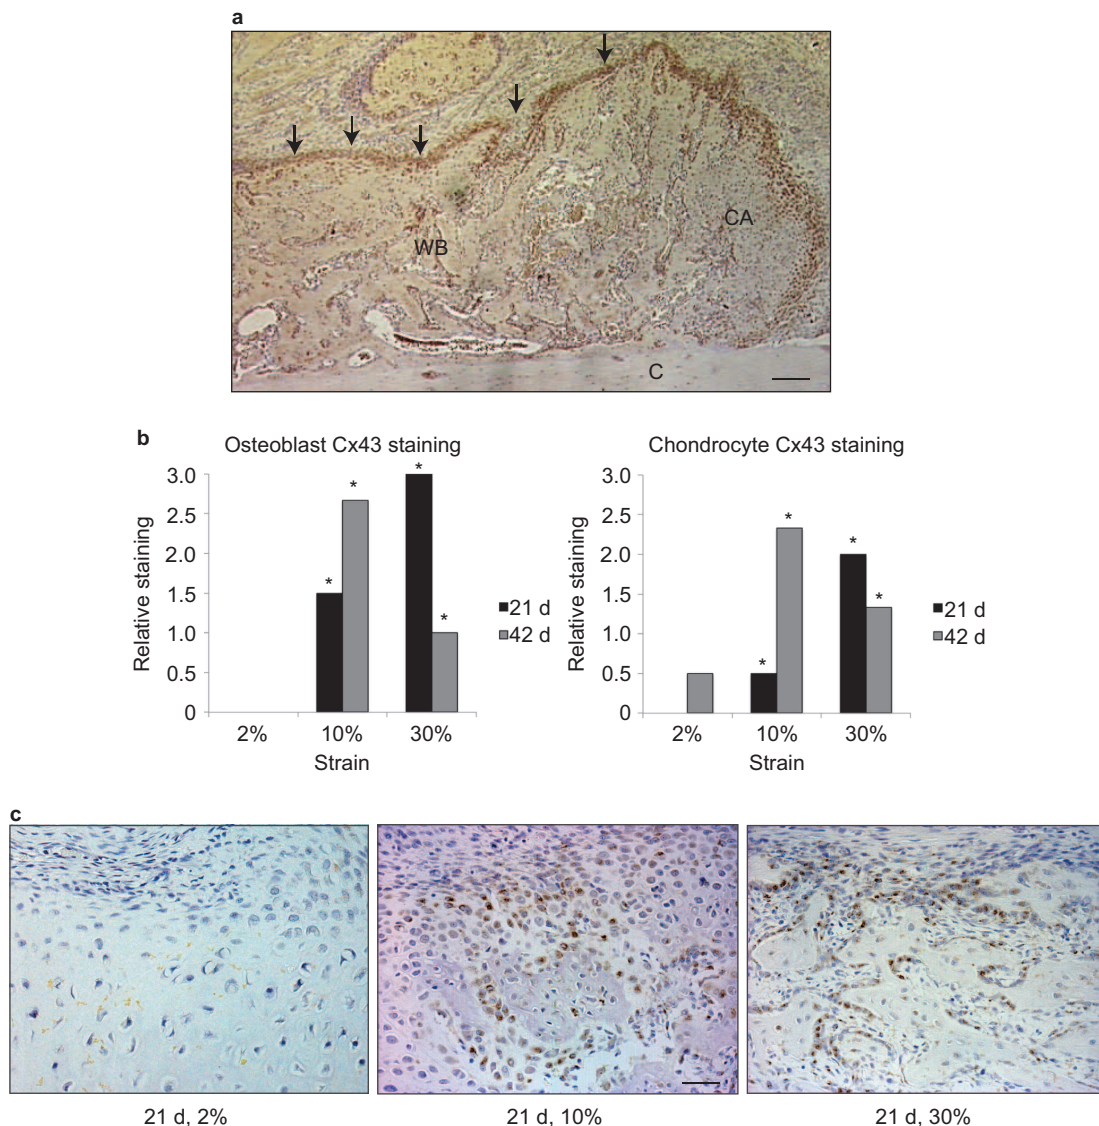 a
WB
CA
C
b
Osteoblast Cx43 staining
Relative staining
3.0
2.5
2.0
1.5
1.0
0.5
0
*
*
*
*
2%
10%
30%
Strain
21 d
42 d
Chondrocyte Cx43 staining
Relative staining
3.0
2.5
2.0
1.5
1.0
0.5
0
*
*
*
*
2%
10%
30%
Strain
21 d
42 d
c
21 d, 2%
21 d, 10%
21 d, 30%